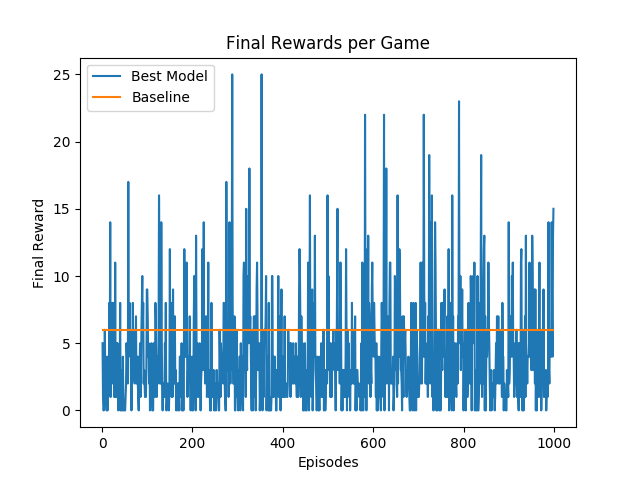 Final Rewards per Game
Best Model
Baseline
Final Reward
25
20
15
10
5
0
0 200 400 600 800 1000
Episodes